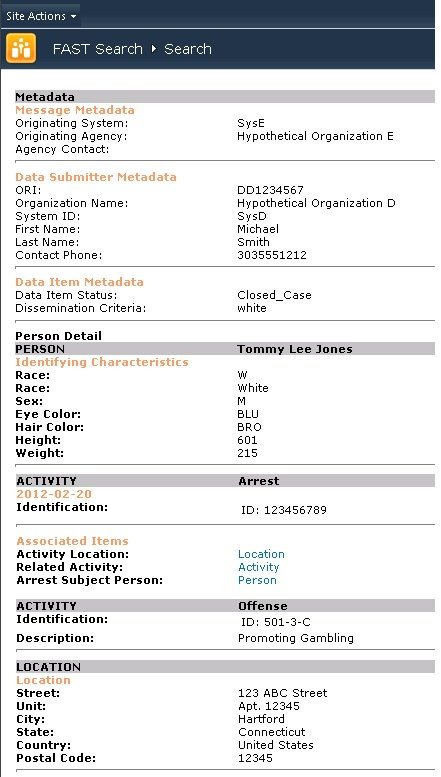 Site Actions
FAST Search Search
Metadata
Message Metadata
Originating System: SysE
Originating Agency: Hypothetical Organization E
Agency Contact:
Data Submitter Metadata
ORI: DD1234567
Organization Name: Hypothetical Organization D
System ID: SysD
First Name: Michael
Last Name: Smith
Contact Phone: 3035551212
Data Item Metadata
Data Item Status: Closed_Case
Dissemination Criteria: white
Person Detail
PERSON Tommy Lee Jones
Identifying Characteristics
Race: W
Race: White
Sex: M
Eye Color: BLU
Hair Color: BRO
Height: 601
Weight: 215
ACTIVITY Arrest
2012-02-20
Identification: ID: 123456789
Associated Items
Activity Location: Location
Related Activity: Activity
Arrest Subject Person: Person
ACTIVITY Offense
Identification: ID: 501-3-C
Description: Promoting Gambling
LOCATION
Location
Street: 123 ABC Street
Unit: Apt. 12345
City: Hartford
State: Connecticut
Country: United States
Postal Code: 12345